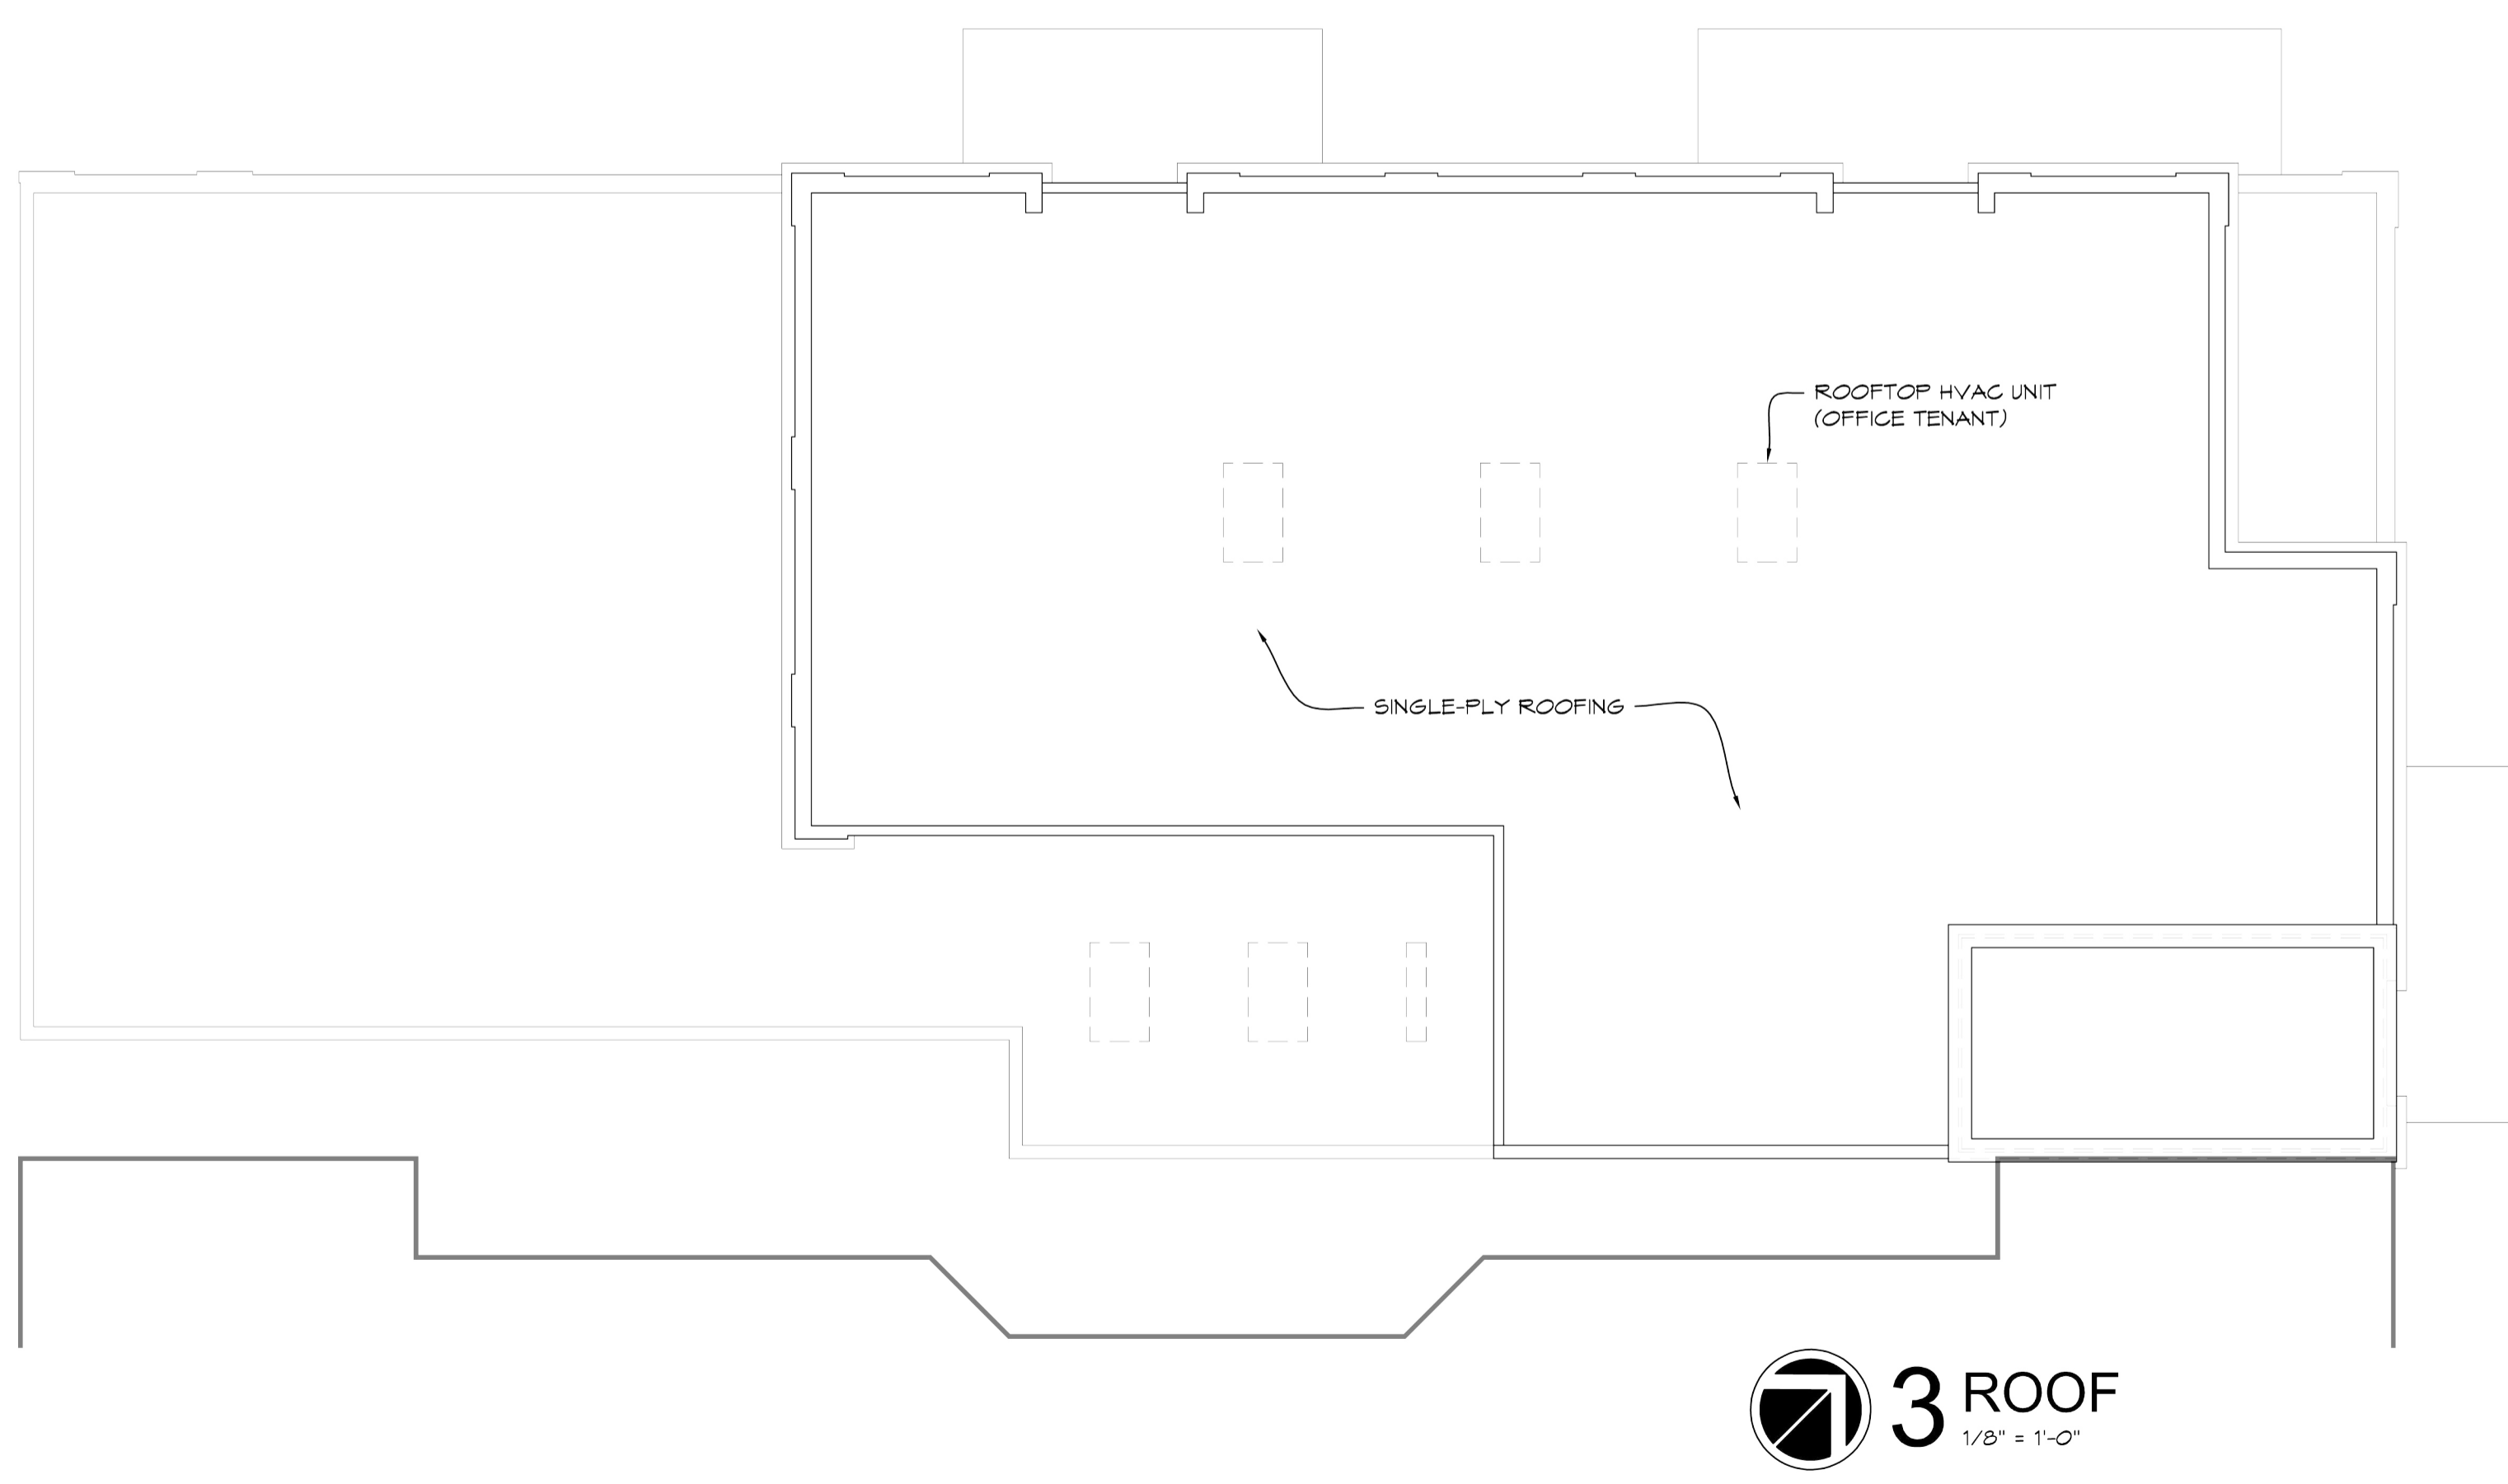 ROOFTOP HVAC UNIT
(OFFICE TENANT)
SINGLE-PLY ROOFING
3 ROOF
1/8" = 1'-0"